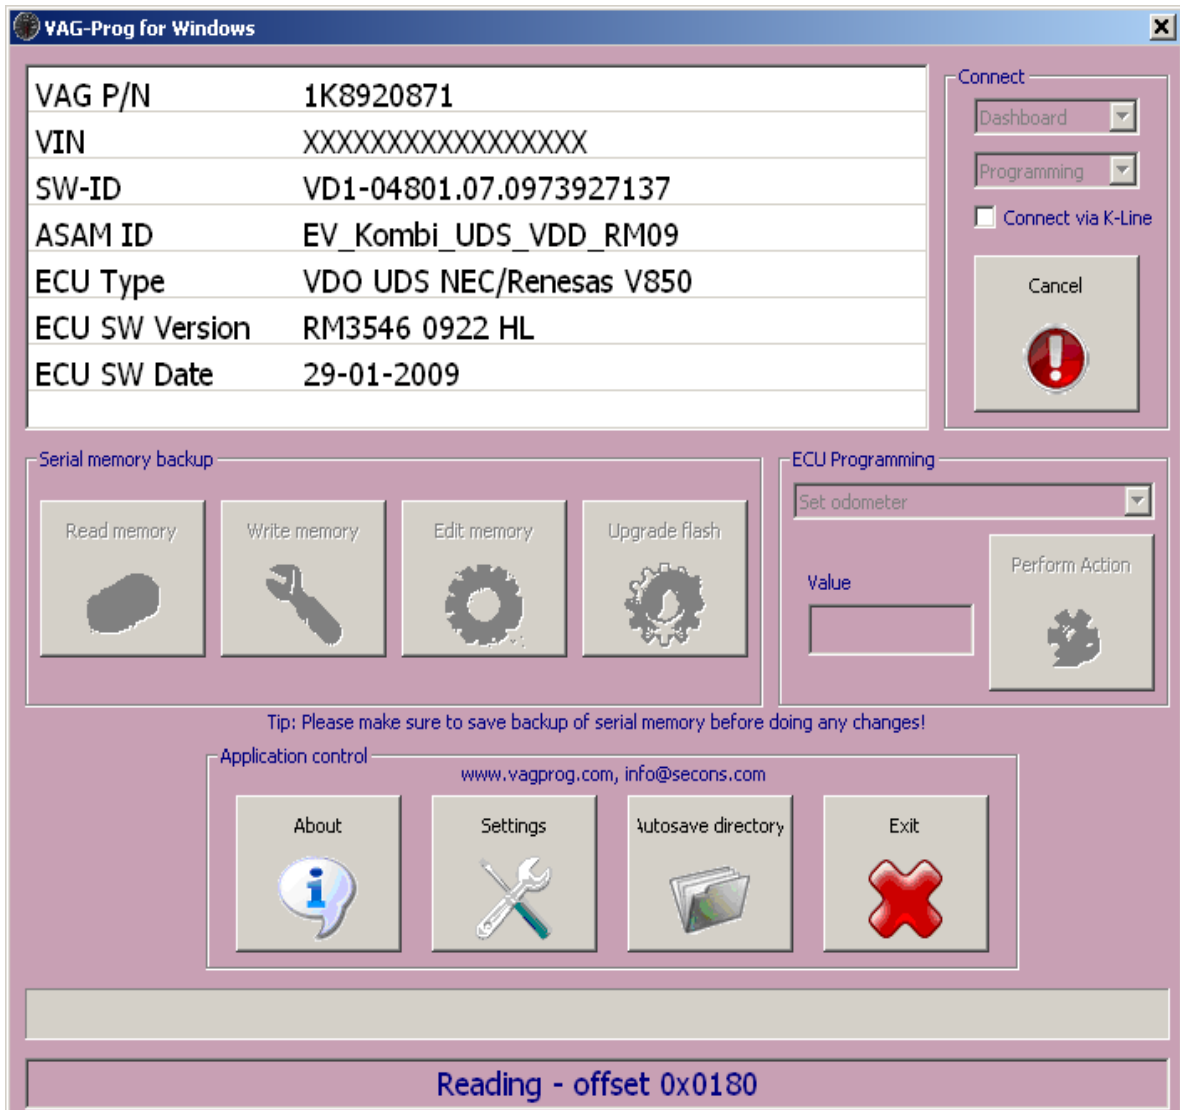 VAG-Prog for Windows
VAG P/N 1K8920871
VIN XXXXXXXXXXXXXXXXX
SW-ID VD1-04801.07.0973927137
ASAM ID EV_Kombi_UDS_VDD_RM09
ECU Type VDO UDS NEC/Renesas V850
ECU SW Version RM3546 0922 HL
ECU SW Date 29-01-2009
Connect
Dashboard
Programming
Connect via K-Line
Cancel
Serial memory backup
Read memory Write memory Edit memory Upgrade flash
ECU Programming
Set odometer
Value
Perform Action
Tip: Please make sure to save backup of serial memory before doing any changes!
Application control
www.vagprog.com, info@secons.com
About Settings Autosave directory Exit
Reading - offset 0x0180